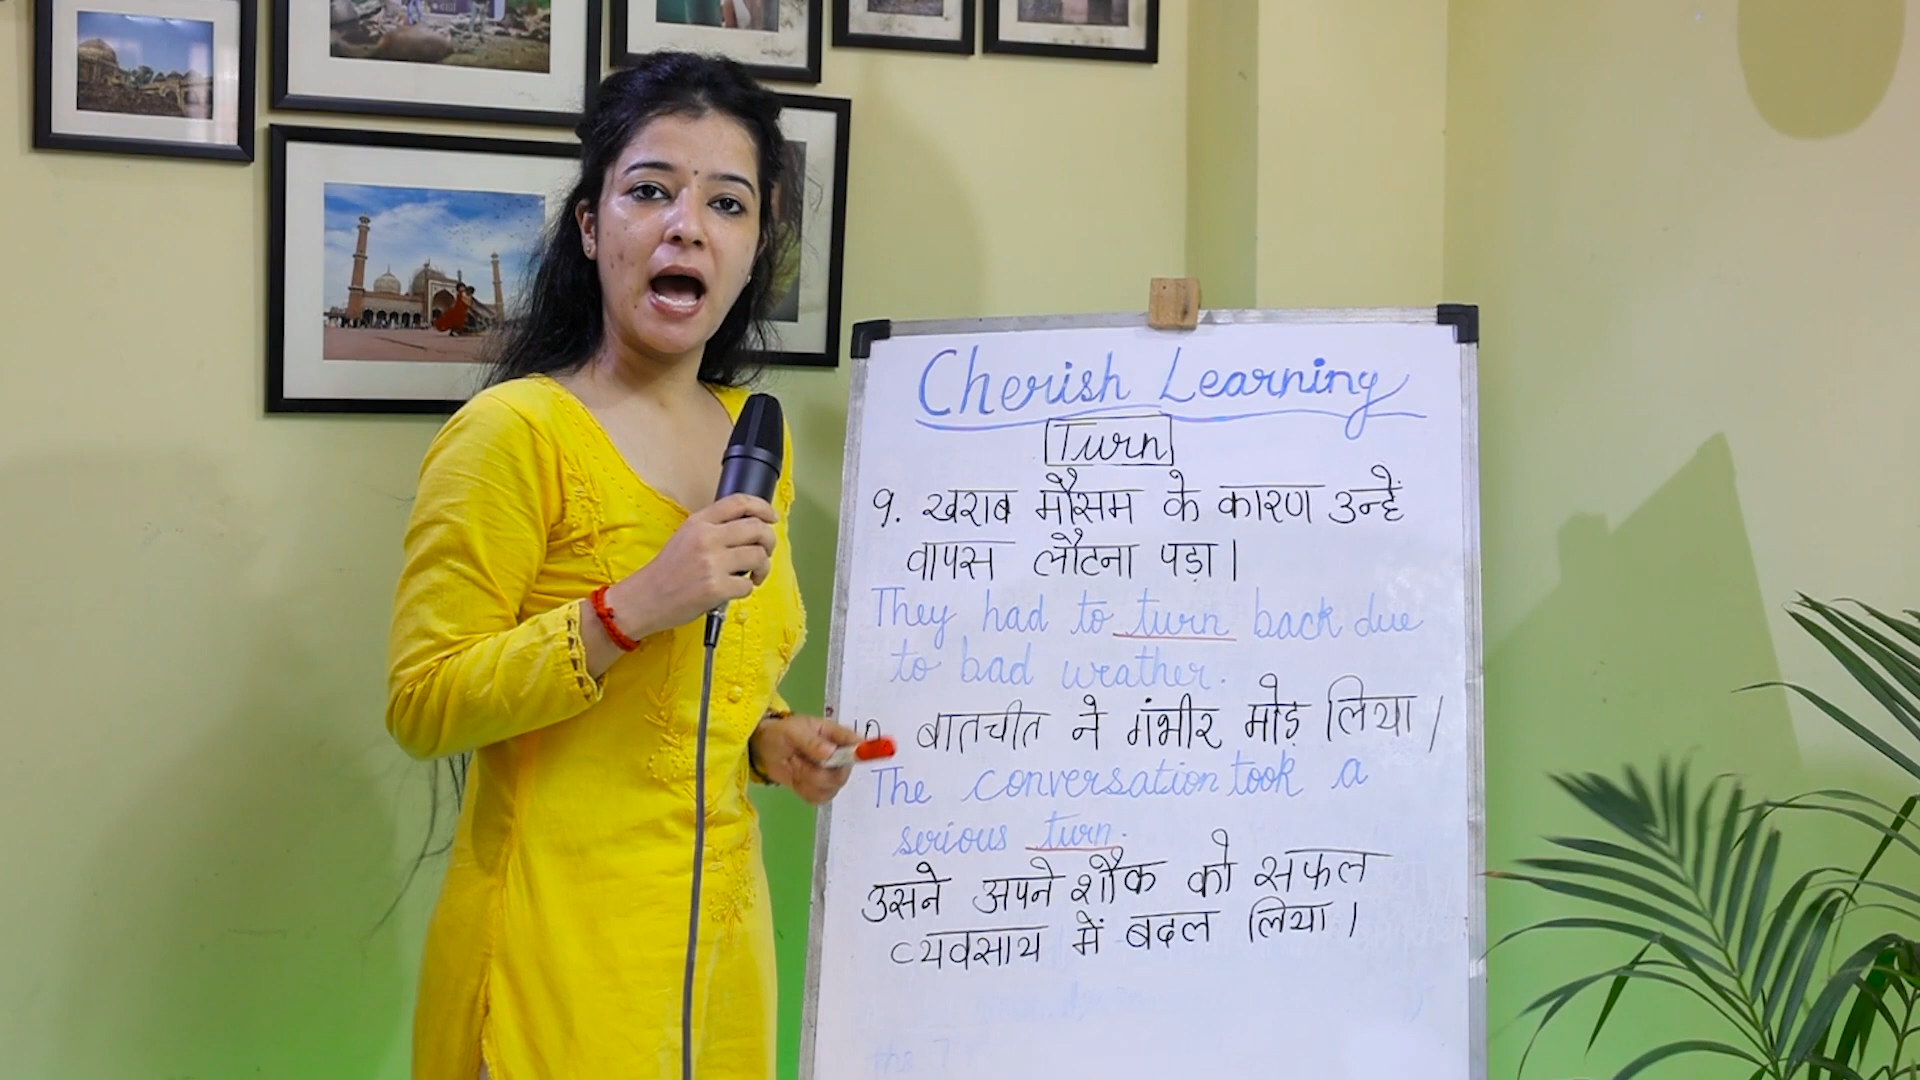 Cherish Learning
Turn
9. खराब मौसम के कारण उन्हें
वापस लौटना पड़ा।
They had to turn back due
to bad weather.
बातचीत ने गंभीर मोड़ लिया।
The conversation took a
serious turn.
उसने अपने शौक को सफल
व्यवसाय में बदल लिया।